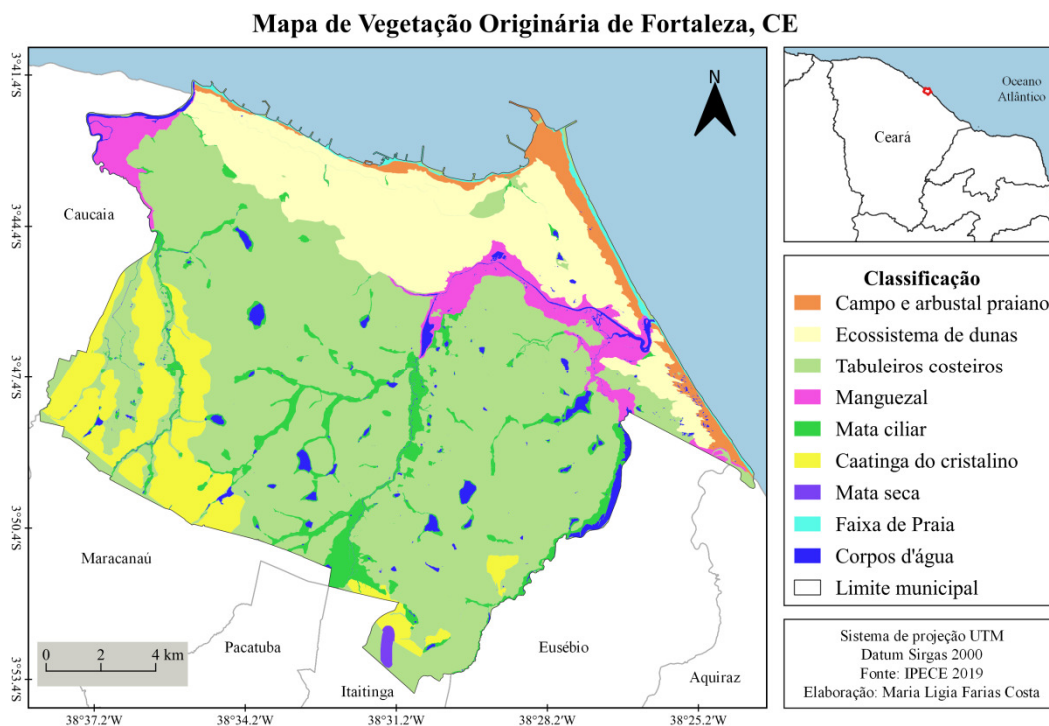 Mapa de Vegetação Originária de Fortaleza, CE
3°41.4'S
3°44.4'S
3°47.4'S
3°50.4'S
3°53.4'S
N
Caucaia
Maracanaú
Pacatuba
Itaitinga
Eusébio
Aquiraz
0 2 4 km
38°37.2'W 38°34.2'W 38°31.2'W 38°28.2'W 38°25.2'W
Oceano
Atlântico
Ceará
Classificação
Campo e arbustal praiano
Ecossistema de dunas
Tabuleiros costeiros
Manguezal
Mata ciliar
Caatinga do cristalino
Mata seca
Faixa de Praia
Corpos d'água
Limite municipal
Sistema de projeção UTM
Datum Sirgas 2000
Fonte: IPECE 2019
Elaboração: Maria Ligia Farias Costa